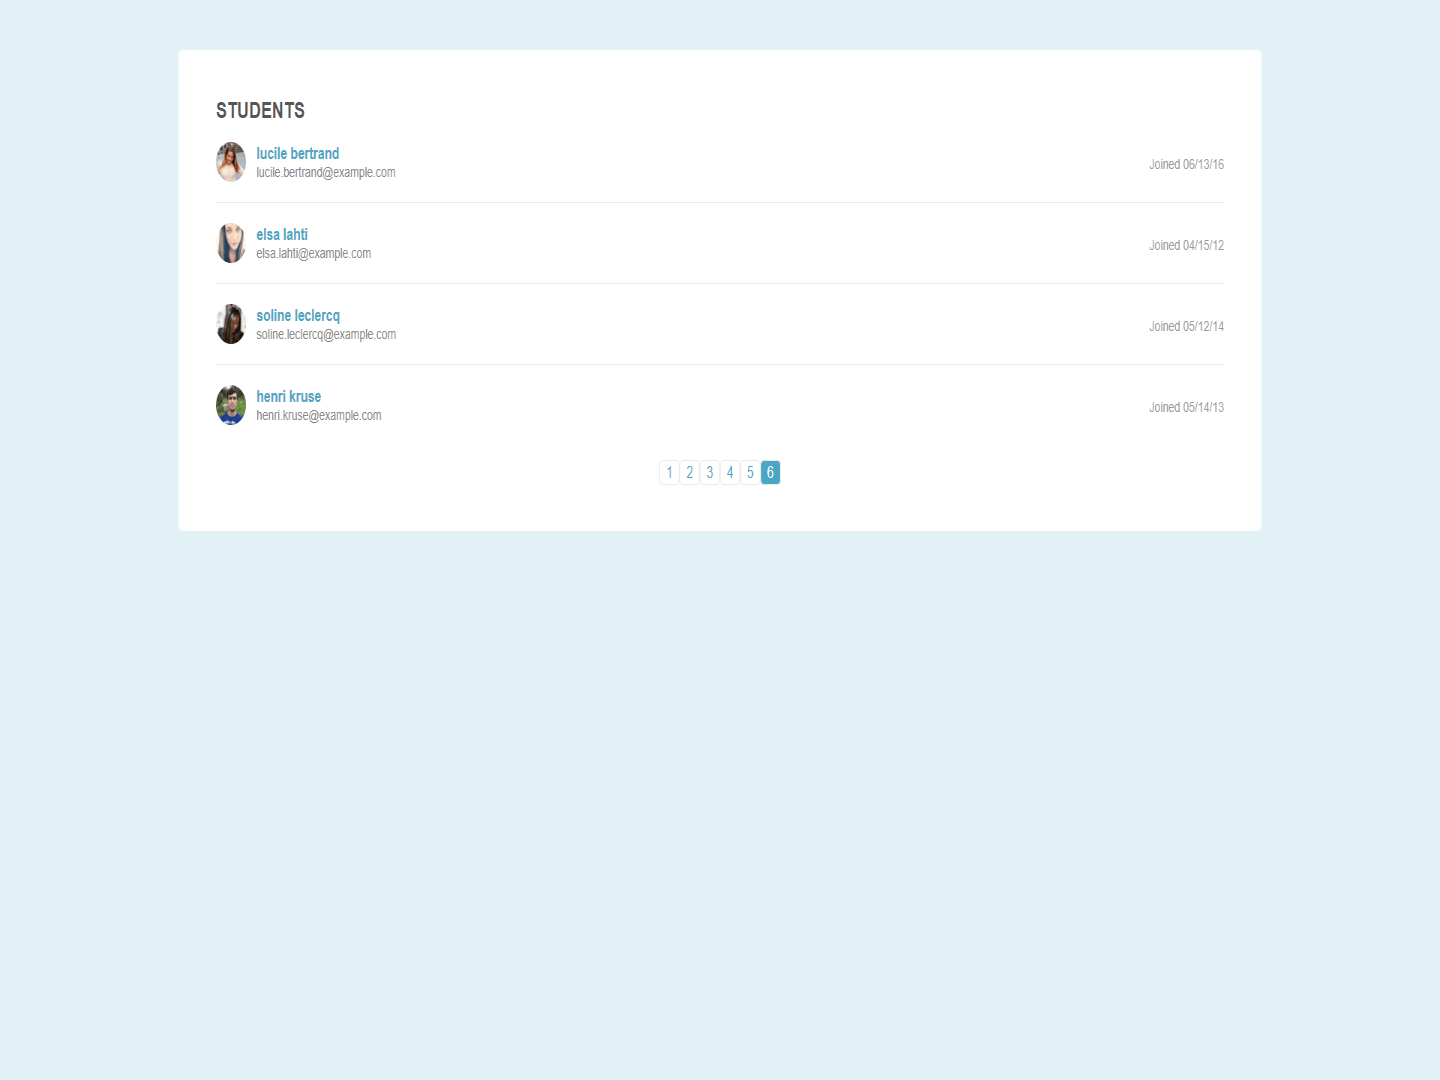 STUDENTS
lucile bertrand
lucile.bertrand@example.com
Joined 06/13/16
elsa lahti
elsa.lahti@example.com
Joined 04/15/12
soline leclercq
soline.leclercq@example.com
Joined 05/12/14
henri kruse
henri.kruse@example.com
Joined 05/14/13
1 2 3 4 5 6